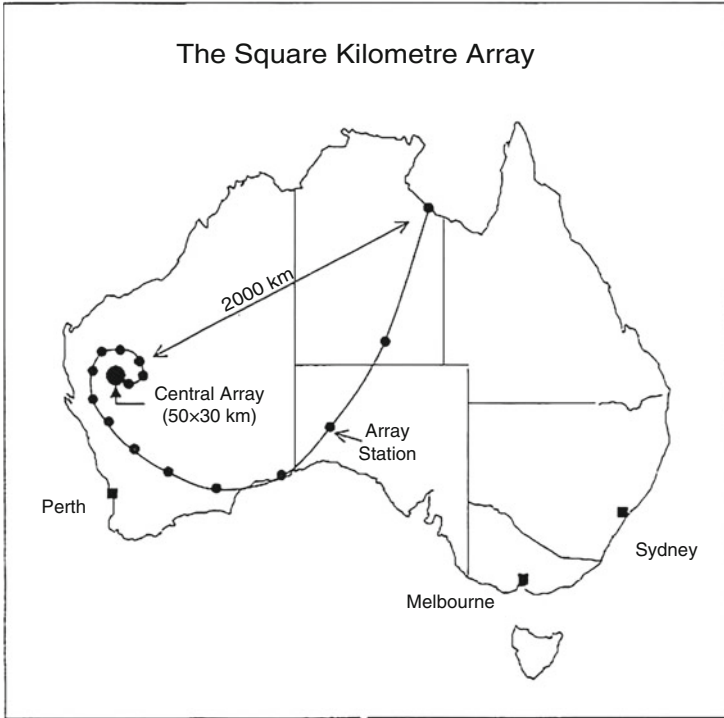 The Square Kilometre Array
2000 km
Central Array
(50×30 km)
Array
Station
Perth
Sydney
Melbourne